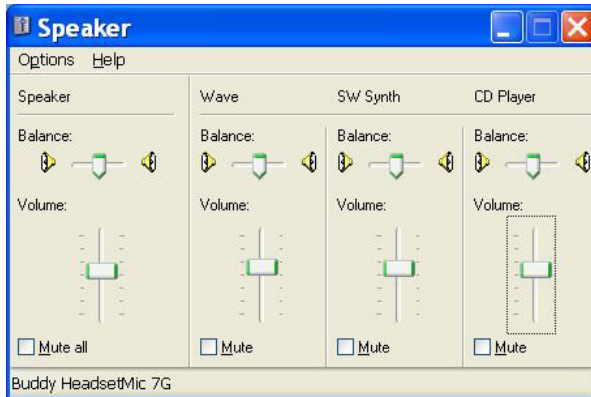 Speaker
Options Help
Speaker
Wave
SW Synth
CD Player
Balance:
Balance:
Balance:
Balance:
Volume:
Volume:
Volume:
Volume:
Mute all
Mute
Mute
Mute
Buddy HeadsetMic 7G